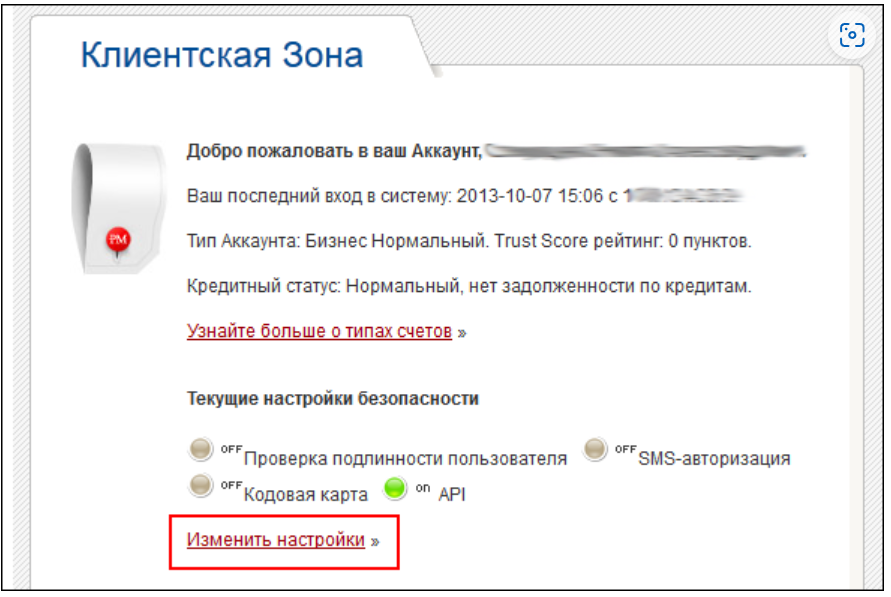 Клиентская Зона
Добро пожаловать в ваш Аккаунт,
Ваш последний вход в систему: 2013-10-07 15:06 с
PM
Тип Аккаунта: Бизнес Нормальный. Trust Score рейтинг: 0 пунктов.
Кредитный статус: Нормальный, нет задолженности по кредитам.
Узнайте больше о типах счетов »
Текущие настройки безопасности
OFF Проверка подлинности пользователя OFF SMS-авторизация
OFF Кодовая карта on API
Изменить настройки »